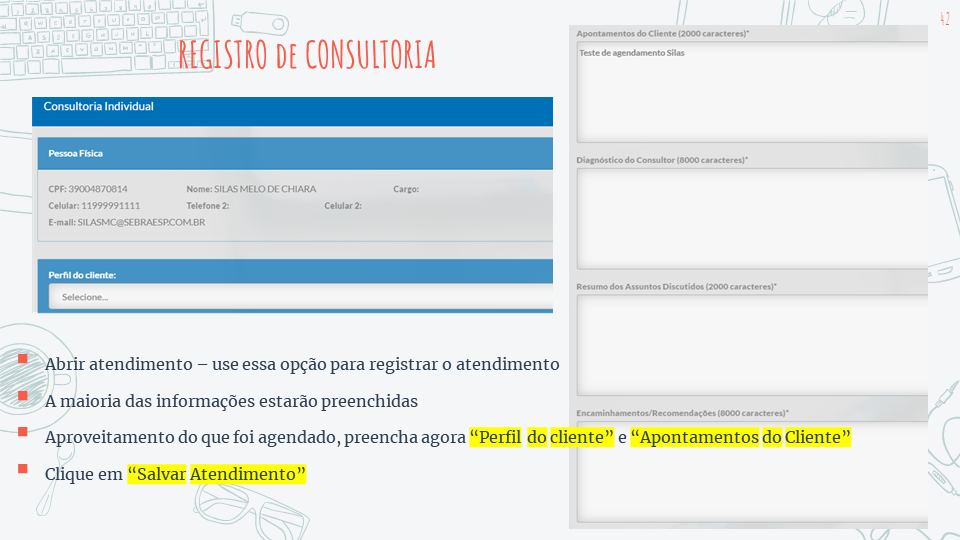 42
REGISTRO de CONSULTORIA
Consultoria Individual
Pessoa Física
CPF: 39004870814 Nome: SILAS MELO DE CHIARA Cargo:
Celular: 11999991111 Telefone 2: Celular 2:
E-mail: SILASMC@SEBRAESP.COM.BR
Perfil do cliente:
Selecione...
Apontamentos do Cliente (2000 caracteres)*
Teste de agendamento Silas
Diagnóstico do Consultor (8000 caracteres)*
Resumo dos Assuntos Discutidos (2000 caracteres)*
Encaminhamentos/Recomendações (8000 caracteres)*
Abrir atendimento – use essa opção para registrar o atendimento
A maioria das informações estarão preenchidas
Aproveitamento do que foi agendado, preencha agora “Perfil do cliente” e “Apontamentos do Cliente”
Clique em “Salvar Atendimento”